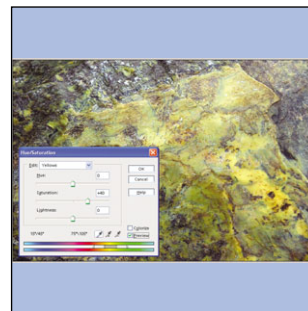 Hue/Saturation
Edit: Yellows
OK
Hue: 0
Cancel
Saturation: +40
Help
Lightness: 0
Colorize
Preview